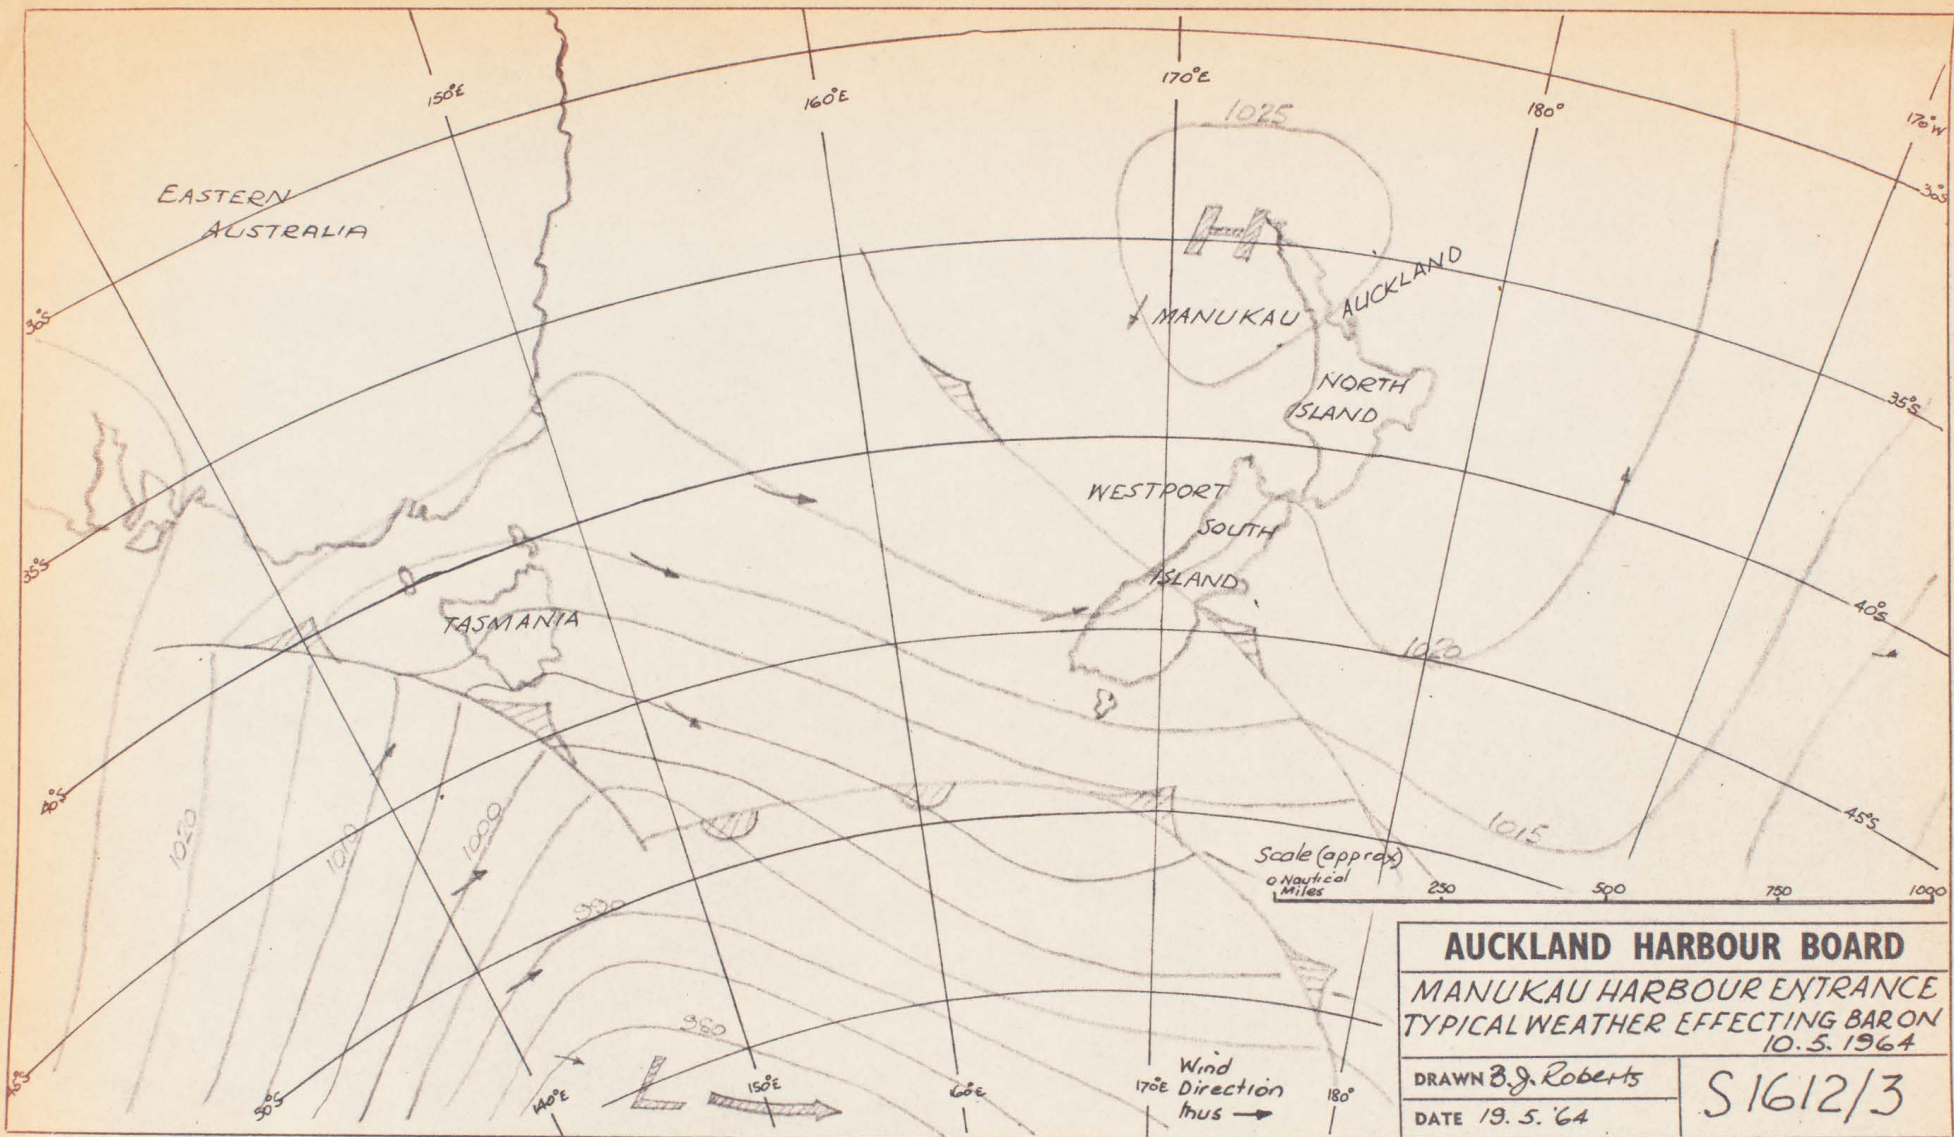 150°E
160°E
170°E
180°
170°W
1025
30°S
EASTERN
AUSTRALIA
H
AUCKLAND
MANUKAU
30°S
NORTH
ISLAND
35°S
WESTPORT
SOUTH
ISLAND
35°S
40°S
TASMANIA
1020
40°S
45°S
1020
1010
1000
1015
Scale (approx)
0 Nautical
Miles
250
500
750
1000
990
980
L
45°S
50°S
140°E
150°E
60°E
170°E
180°
Wind
Direction
thus →
AUCKLAND HARBOUR BOARD
MANUKAU HARBOUR ENTRANCE
TYPICAL WEATHER EFFECTING BAR ON
10.5.1964
DRAWN B.J. Roberts
DATE 19.5.'64
S1612/3